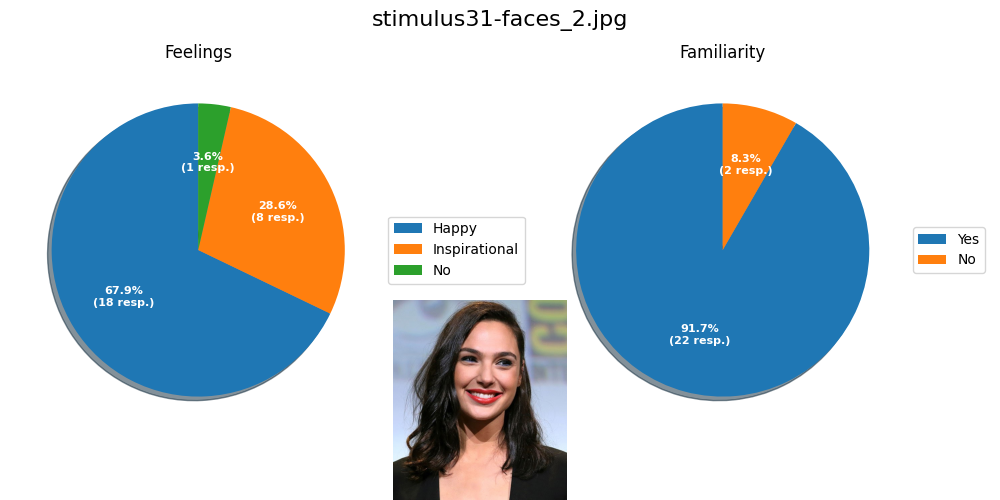 stimulus31-faces_2.jpg
Feelings
3.6%
(1 resp.)
28.6%
(8 resp.)
67.9%
(18 resp.)
Happy
Inspirational
No
Familiarity
8.3%
(2 resp.)
91.7%
(22 resp.)
Yes
No